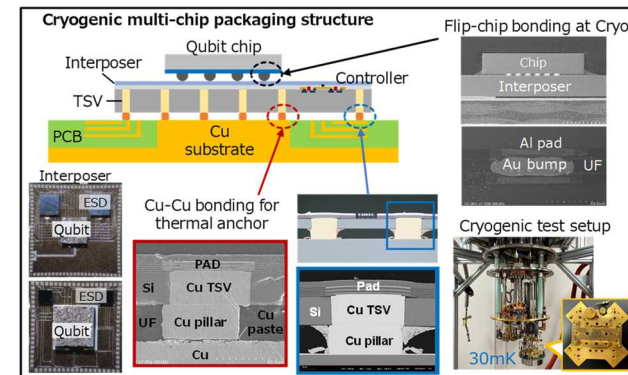 Cryogenic multi-chip packaging structure
Qubit chip
Flip-chip bonding at Cryo
Interposer
Controller
TSV
PCB
Cu
substrate
Chip
Interposer
Al pad
Au bump
UF
Interposer
ESD
Qubit
ESD
Qubit
Cu-Cu bonding for
thermal anchor
PAD
Si
Cu TSV
UF
Cu pillar
Cu
paste
Cu
Pad
Si
Cu TSV
Cu pillar
Cryogenic test setup
30mK